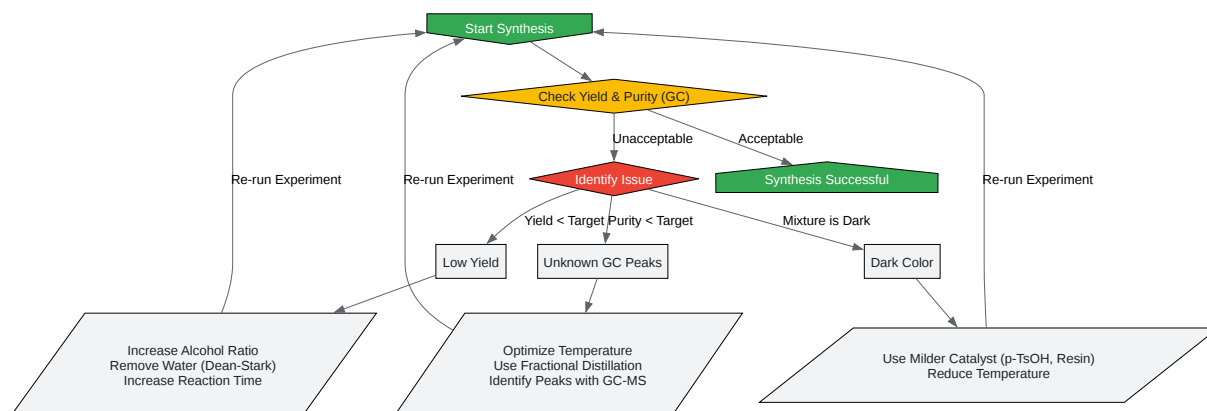 Start Synthesis
Check Yield & Purity (GC)
Unacceptable
Acceptable
Identify Issue
Synthesis Successful
Re-run Experiment
Re-run Experiment
Re-run Experiment
Yield < Target
Purity < Target
Mixture is Dark
Low Yield
Unknown GC Peaks
Dark Color
Increase Alcohol Ratio
Remove Water (Dean-Stark)
Increase Reaction Time
Optimize Temperature
Use Fractional Distillation
Identify Peaks with GC-MS
Use Milder Catalyst (p-TsOH, Resin)
Reduce Temperature